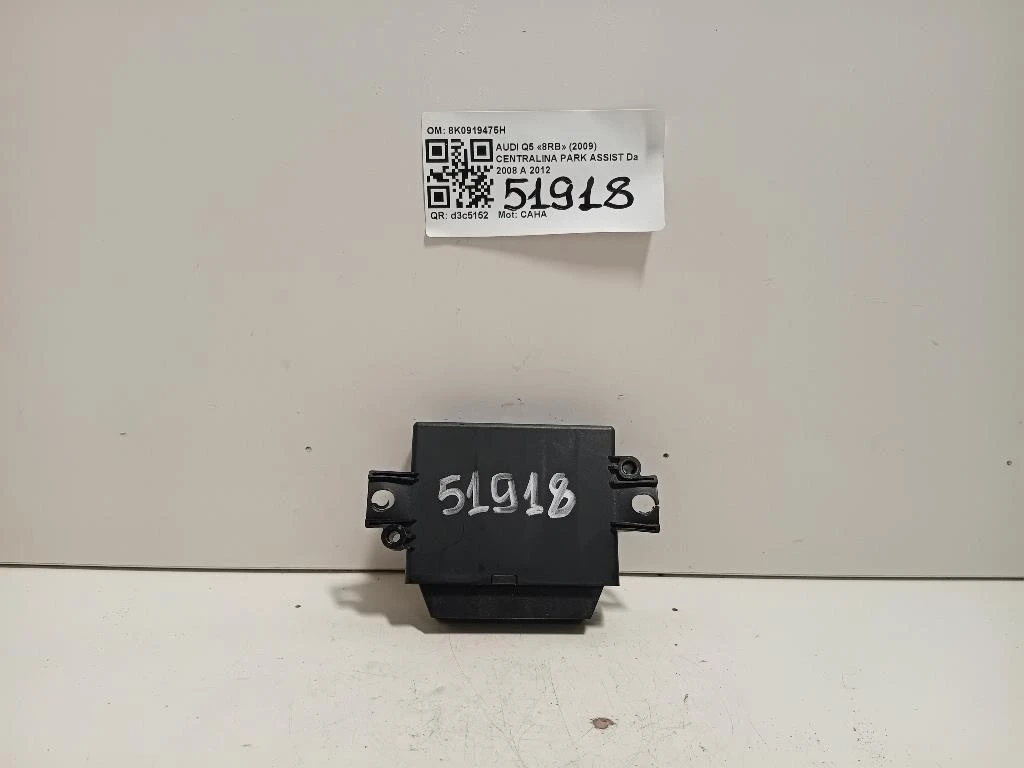 OM: 8K0919475H
AUDI Q5 «8RB» (2009)
CENTRALINA PARK ASSIST Da
2008 A 2012
51918
QR: d3c5152 Mot: CAHA
51918